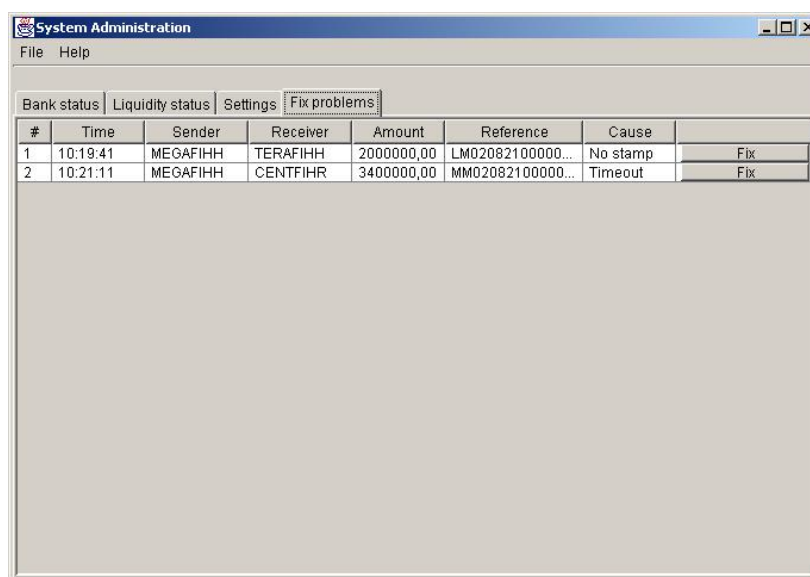 System Administration
File Help
Bank status Liquidity status Settings Fix problems
# Time Sender Receiver Amount Reference Cause
1 10:19:41 MEGAFIHH TERAFIHH 2000000,00 LM02082100000... No stamp Fix
2 10:21:11 MEGAFIHH CENTFIHR 3400000,00 MM02082100000... Timeout Fix